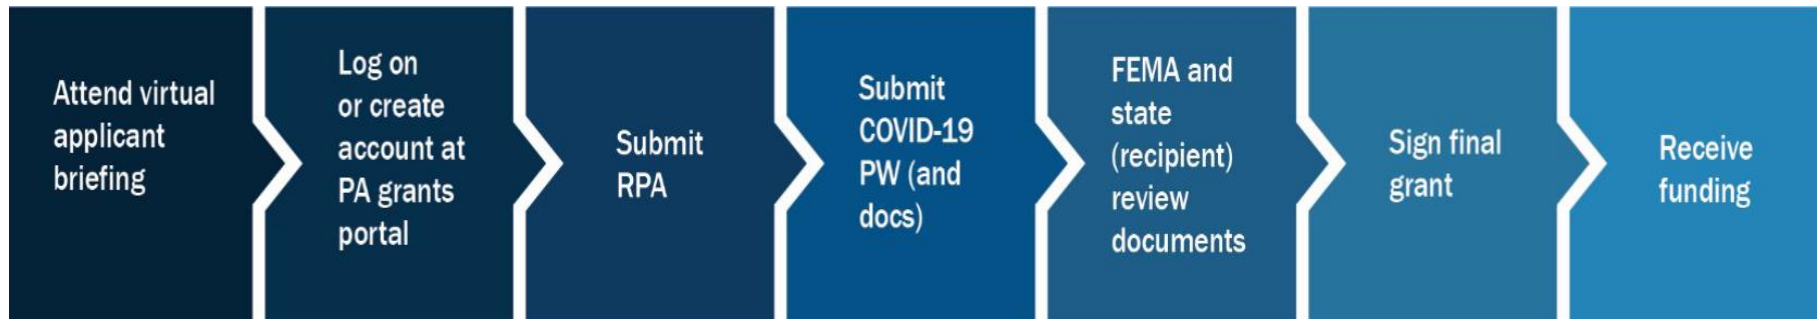 Attend virtual
applicant
briefing
Log on
or create
account at
PA grants
portal
Submit
RPA
Submit
COVID-19
PW (and
docs)
FEMA and
state
(recipient)
review
documents
Sign final
grant
Receive
funding